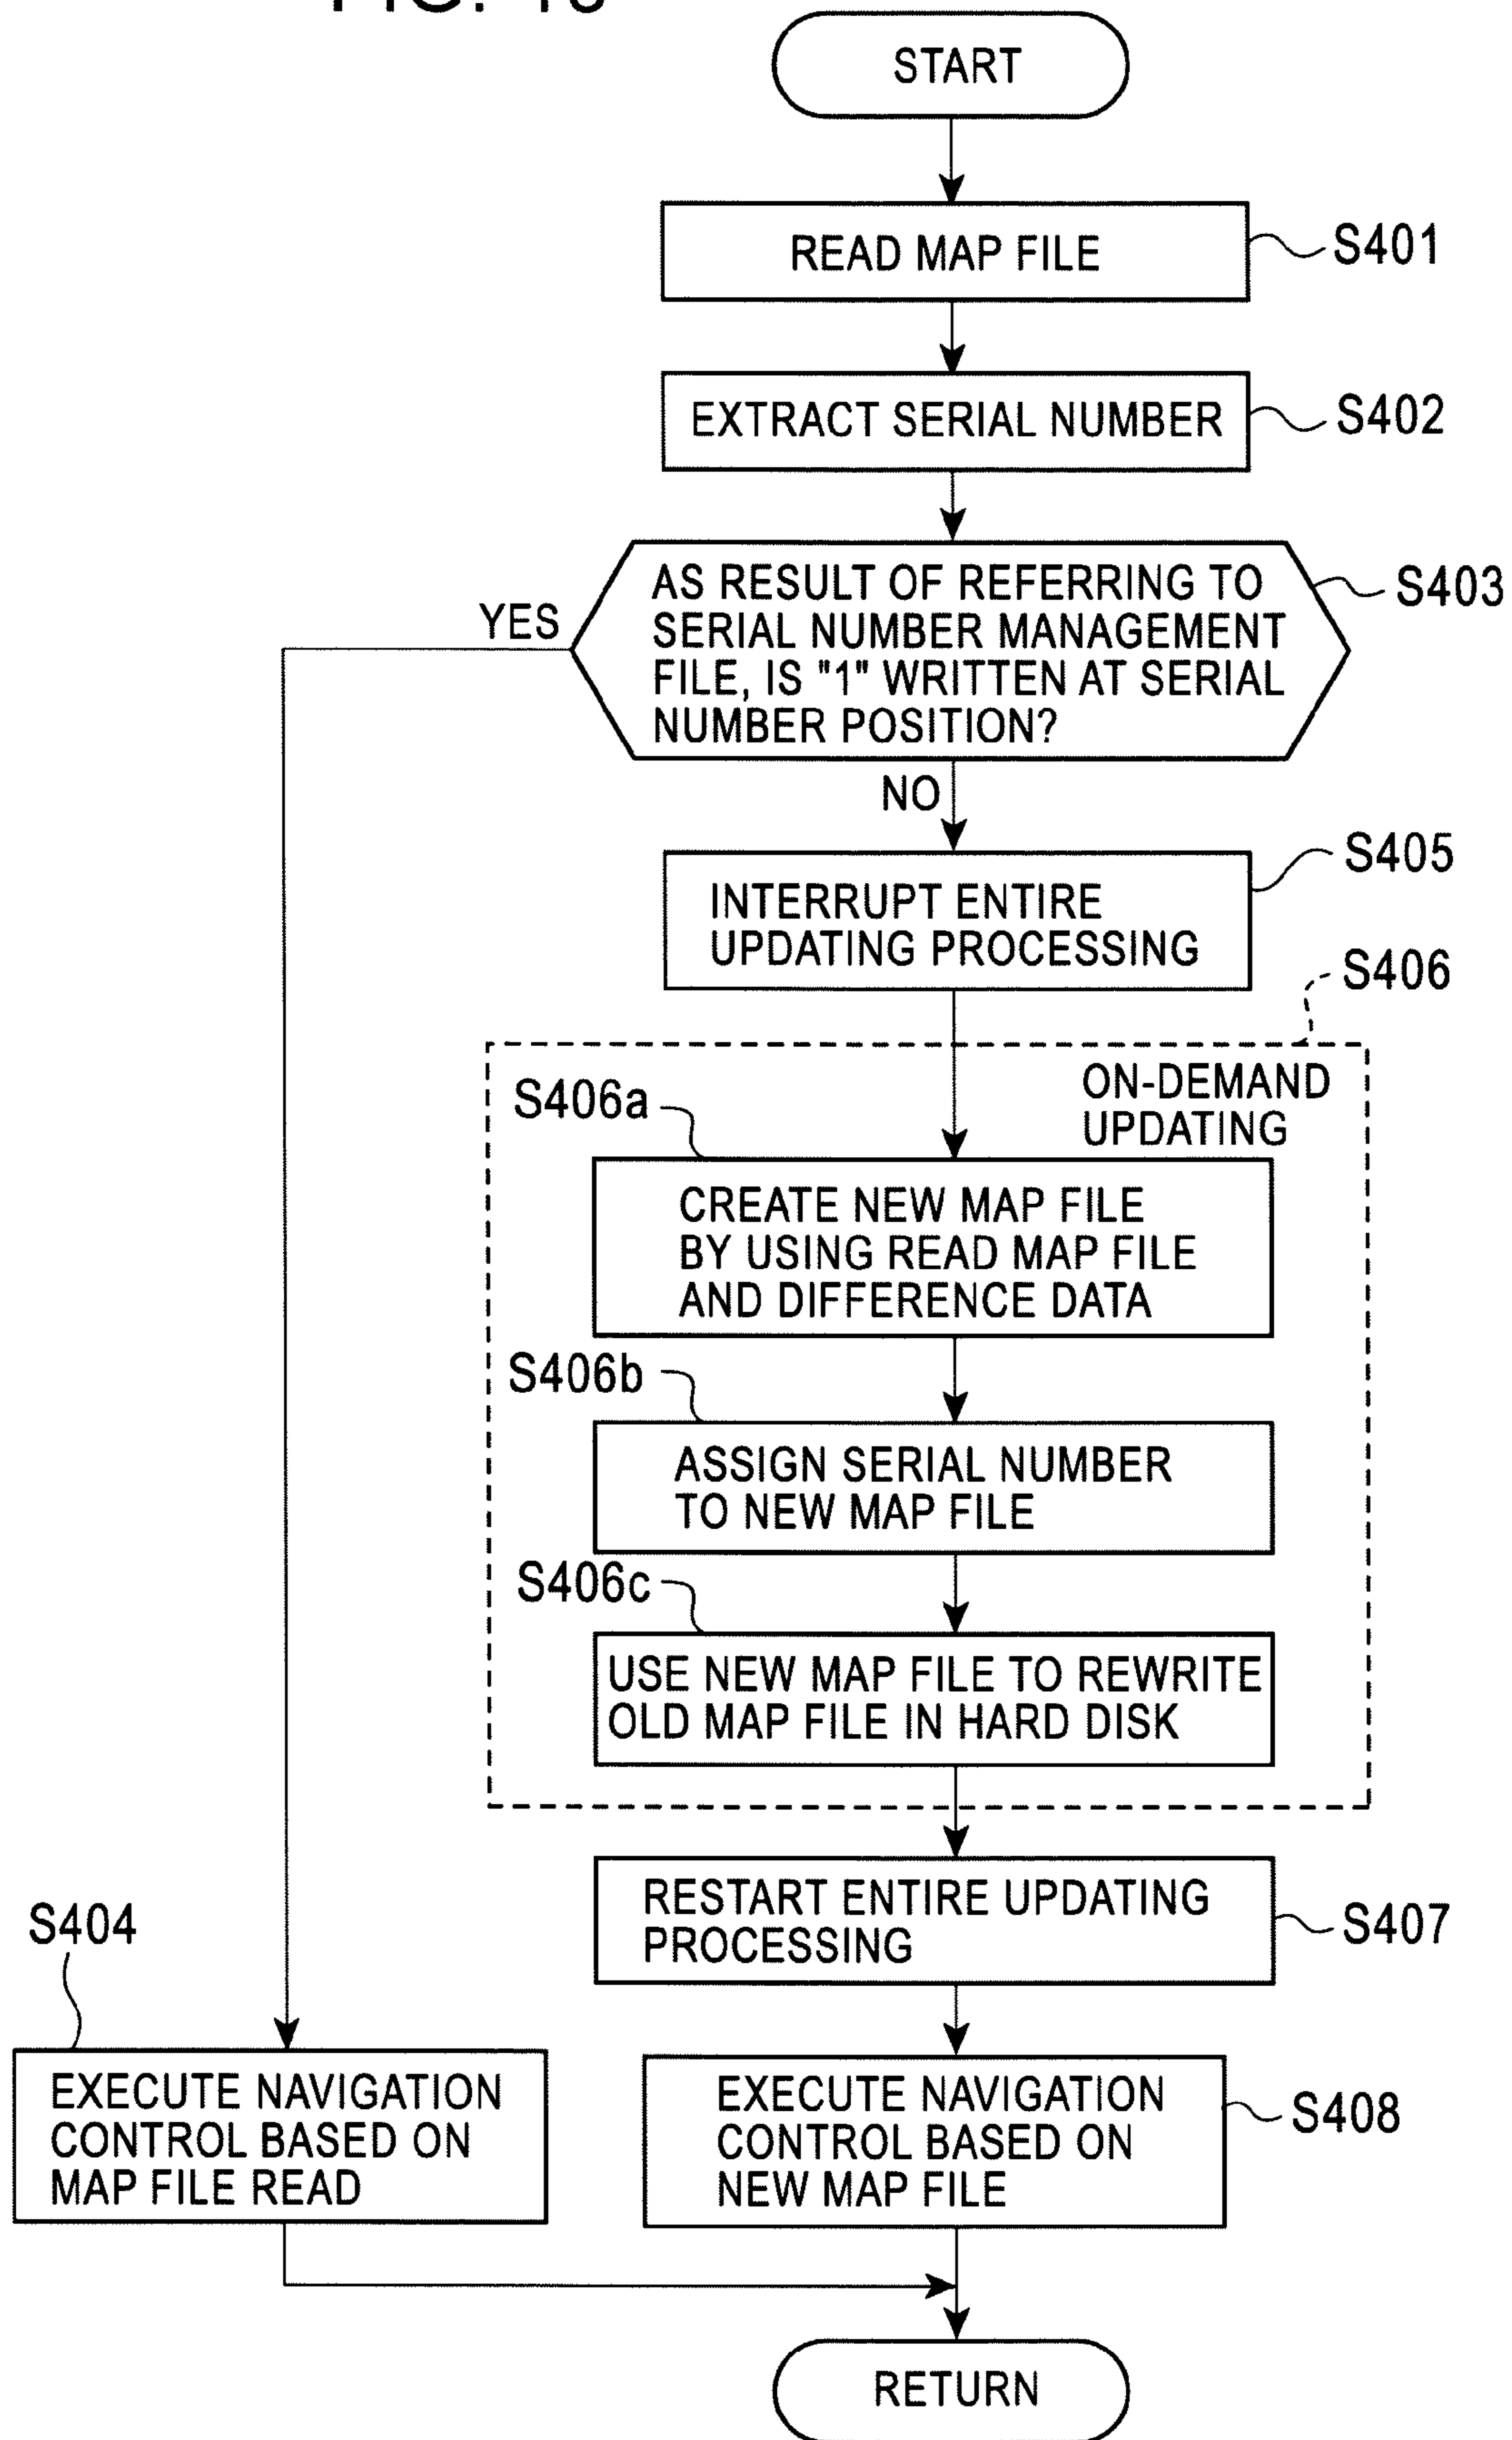 START
READ MAP FILE
S401
EXTRACT SERIAL NUMBER
S402
AS RESULT OF REFERRING TO
SERIAL NUMBER MANAGEMENT
FILE, IS "1" WRITTEN AT SERIAL
NUMBER POSITION?
S403
YES
NO
INTERRUPT ENTIRE
UPDATING PROCESSING
S405
S406
ON-DEMAND
UPDATING
S406a
CREATE NEW MAP FILE
BY USING READ MAP FILE
AND DIFFERENCE DATA
S406b
ASSIGN SERIAL NUMBER
TO NEW MAP FILE
S406c
USE NEW MAP FILE TO REWRITE
OLD MAP FILE IN HARD DISK
RESTART ENTIRE UPDATING
PROCESSING
S407
S404
EXECUTE NAVIGATION
CONTROL BASED ON
MAP FILE READ
EXECUTE NAVIGATION
CONTROL BASED ON
NEW MAP FILE
S408
RETURN